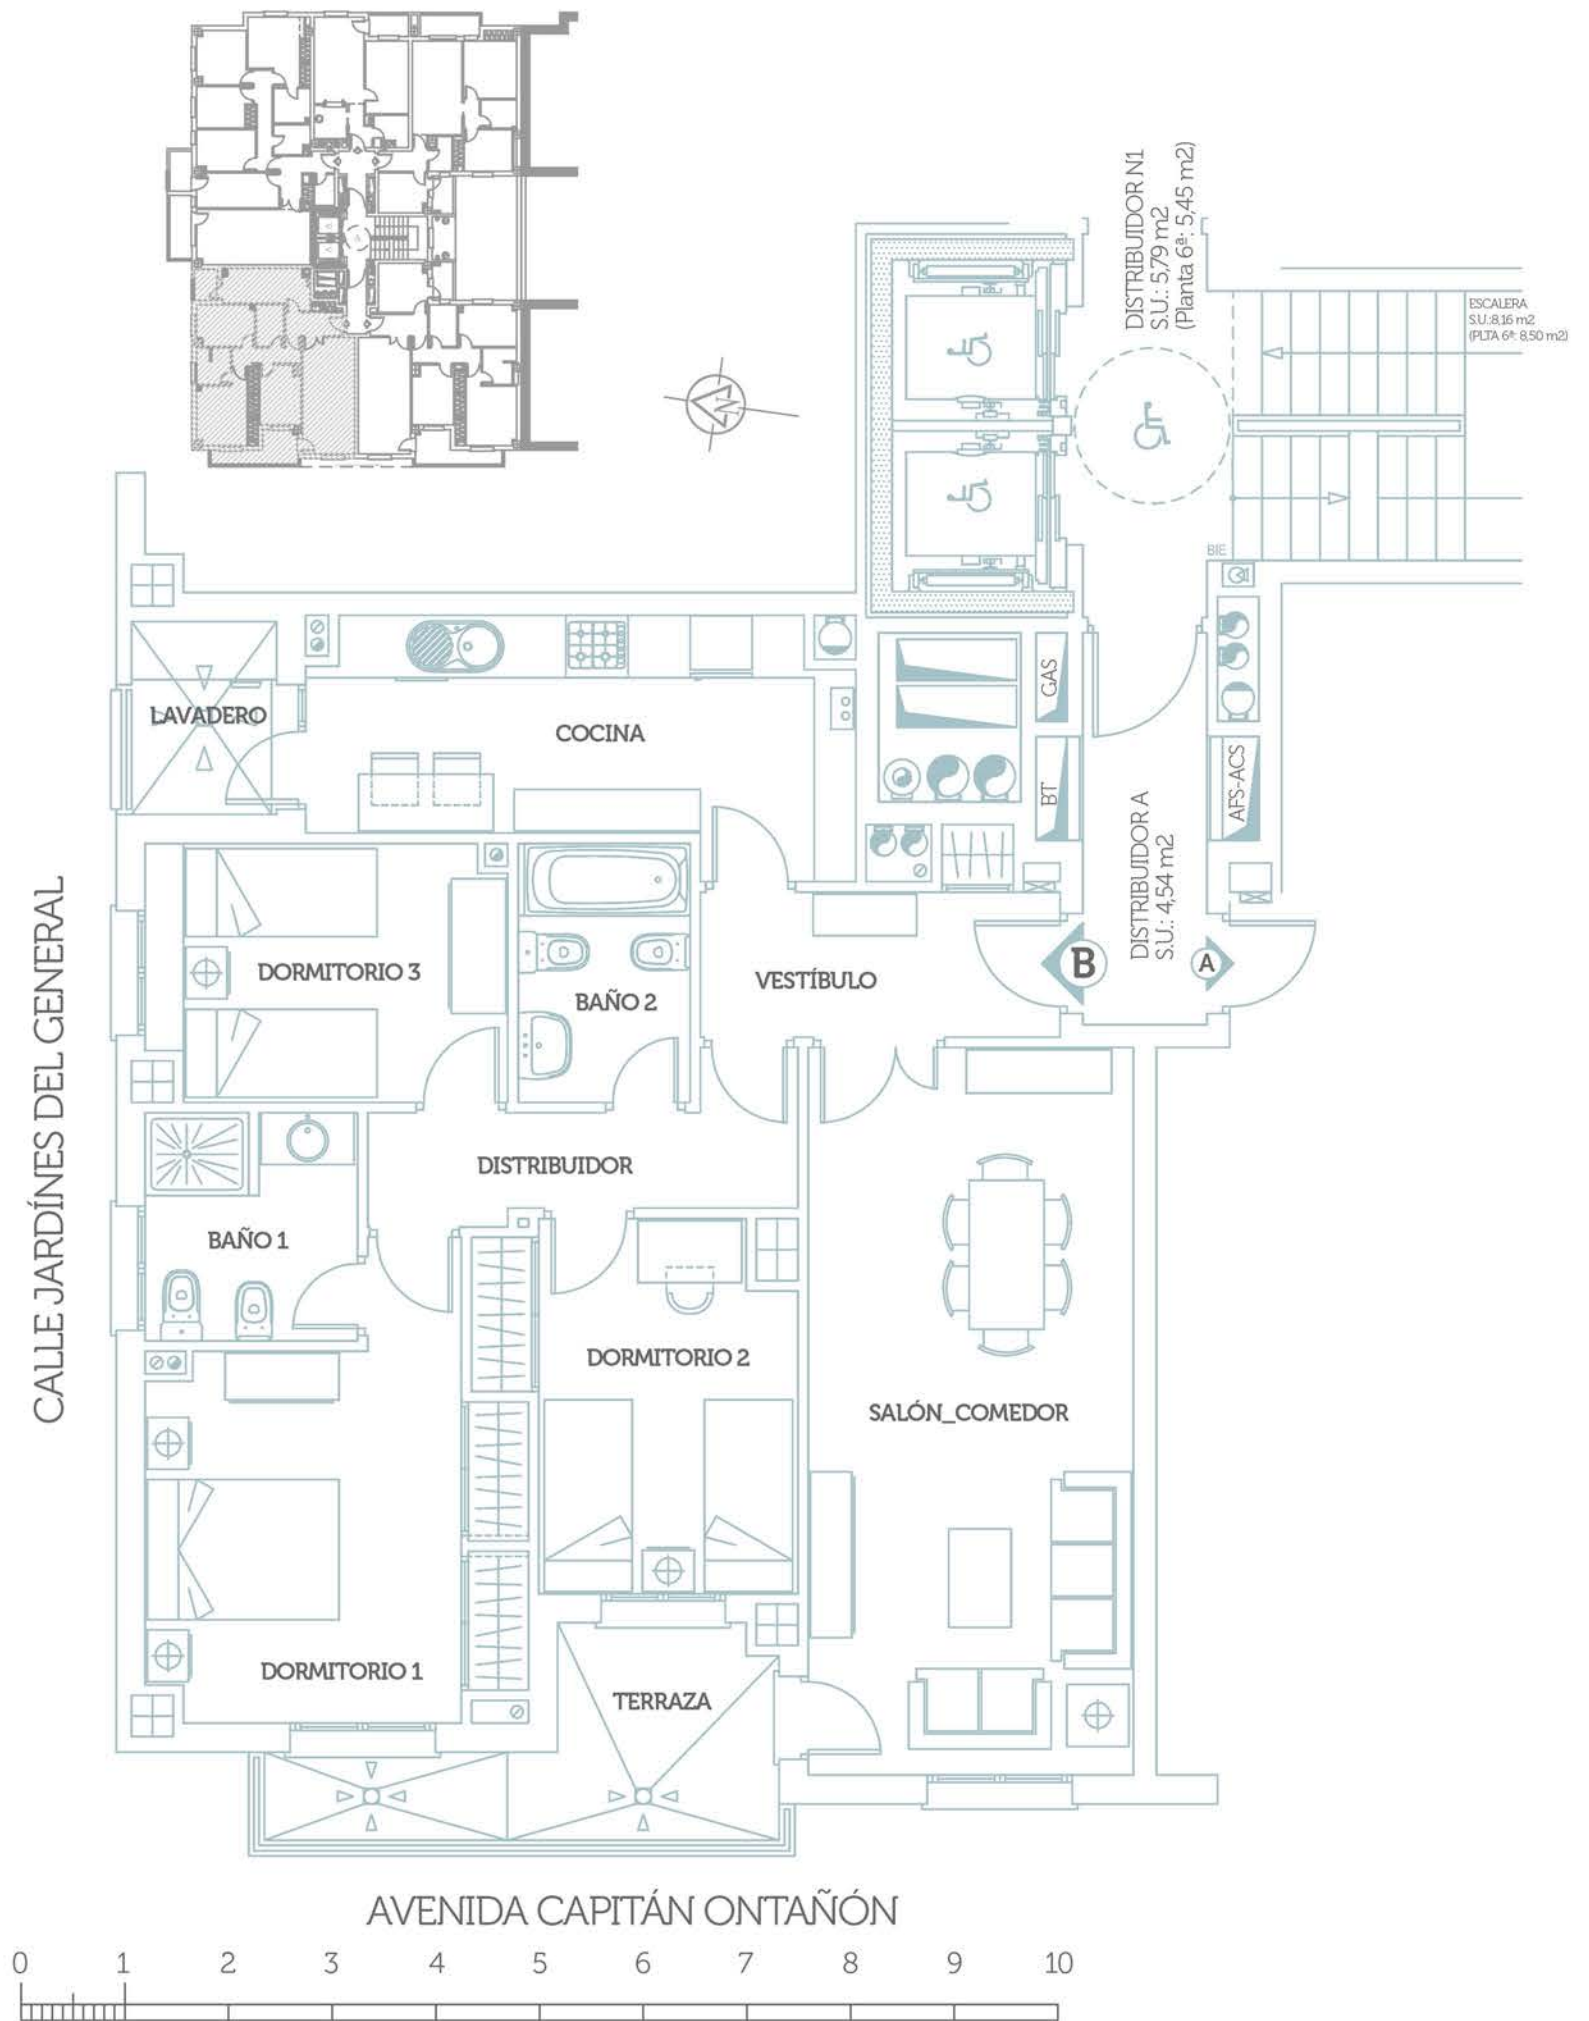 DISTRIBUIDOR N1
S.U.: 5,79 m2
(Planta 6ª: 5,45 m2)
ESCALERA
S.U.:8,16 m2
(PLTA 6ª: 8,50 m2)
N
BIE
GAS
LAVADERO
COCINA
BT
AFS-ACS
DISTRIBUIDOR A
S.U.: 4,54 m2
CALLE JARDÍNES DEL GENERAL
DORMITORIO 3
BAÑO 2
VESTÍBULO
B
A
DISTRIBUIDOR
BAÑO 1
DORMITORIO 2
SALÓN_COMEDOR
DORMITORIO 1
TERRAZA
AVENIDA CAPITÁN ONTAÑÓN
0 1 2 3 4 5 6 7 8 9 10